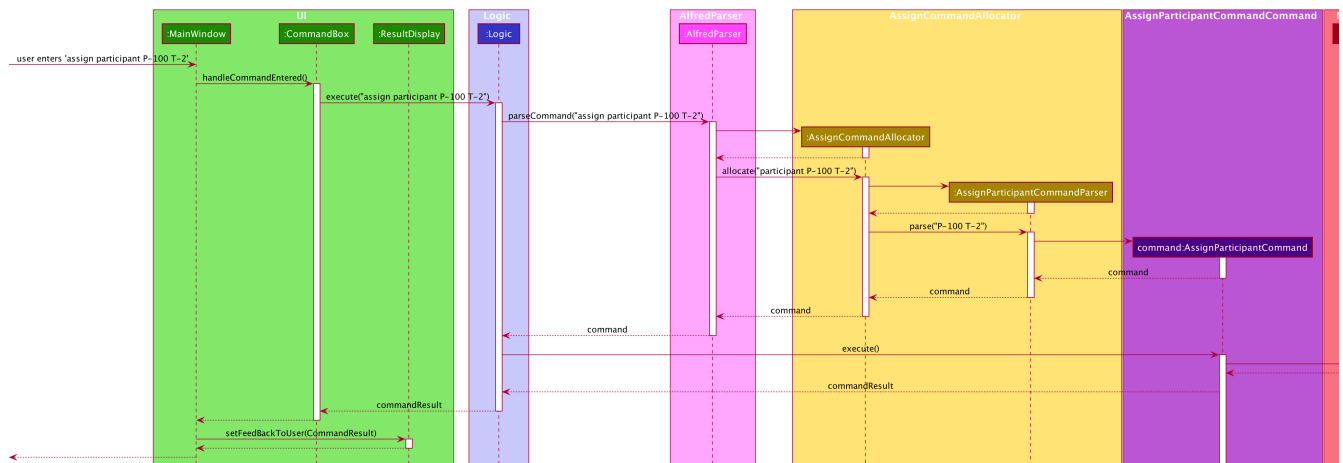 UI
Logic
AlfredParser
AssignCommandAllocator
AssignParticipantCommandCommand
:MainWindow
:CommandBox
:ResultDisplay
:Logic
:AlfredParser
user enters 'assign participant P-100 T-2'
handleCommandEntered()
execute("assign participant P-100 T-2")
parseCommand("assign participant P-100 T-2")
:AssignCommandAllocator
allocate("participant P-100 T-2")
:AssignParticipantCommandParser
parse("P-100 T-2")
command:AssignParticipantCommand
command
command
command
command
execute()
commandResult
commandResult
setFeedBackToUser(CommandResult)